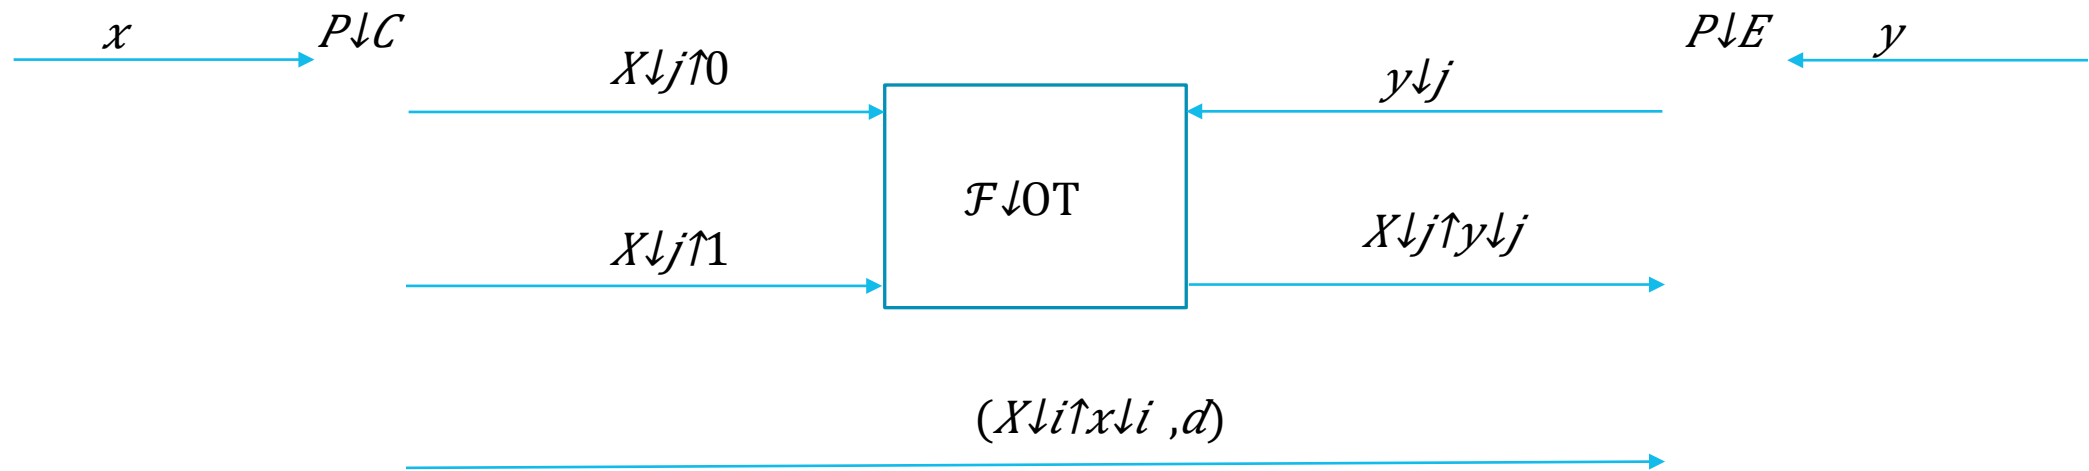 x
P↓C
P↓E
y
X↓j↑0
y↓j
ℱ↓OT
X↓j↑1
X↓j↑y↓j
(X↓i↑x↓i ,d)